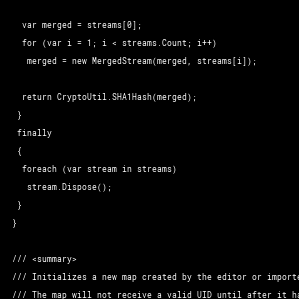 var merged = streams[0];
for (var i = 1; i < streams.Count; i++)
merged = new MergedStream(merged, streams[i]);
return CryptoUtil.SHA1Hash(merged);
}
finally
{
foreach (var stream in streams)
stream.Dispose();
}
}
/// <summary>
/// Initializes a new map created by the editor or importe
/// The map will not receive a valid UID until after it ha